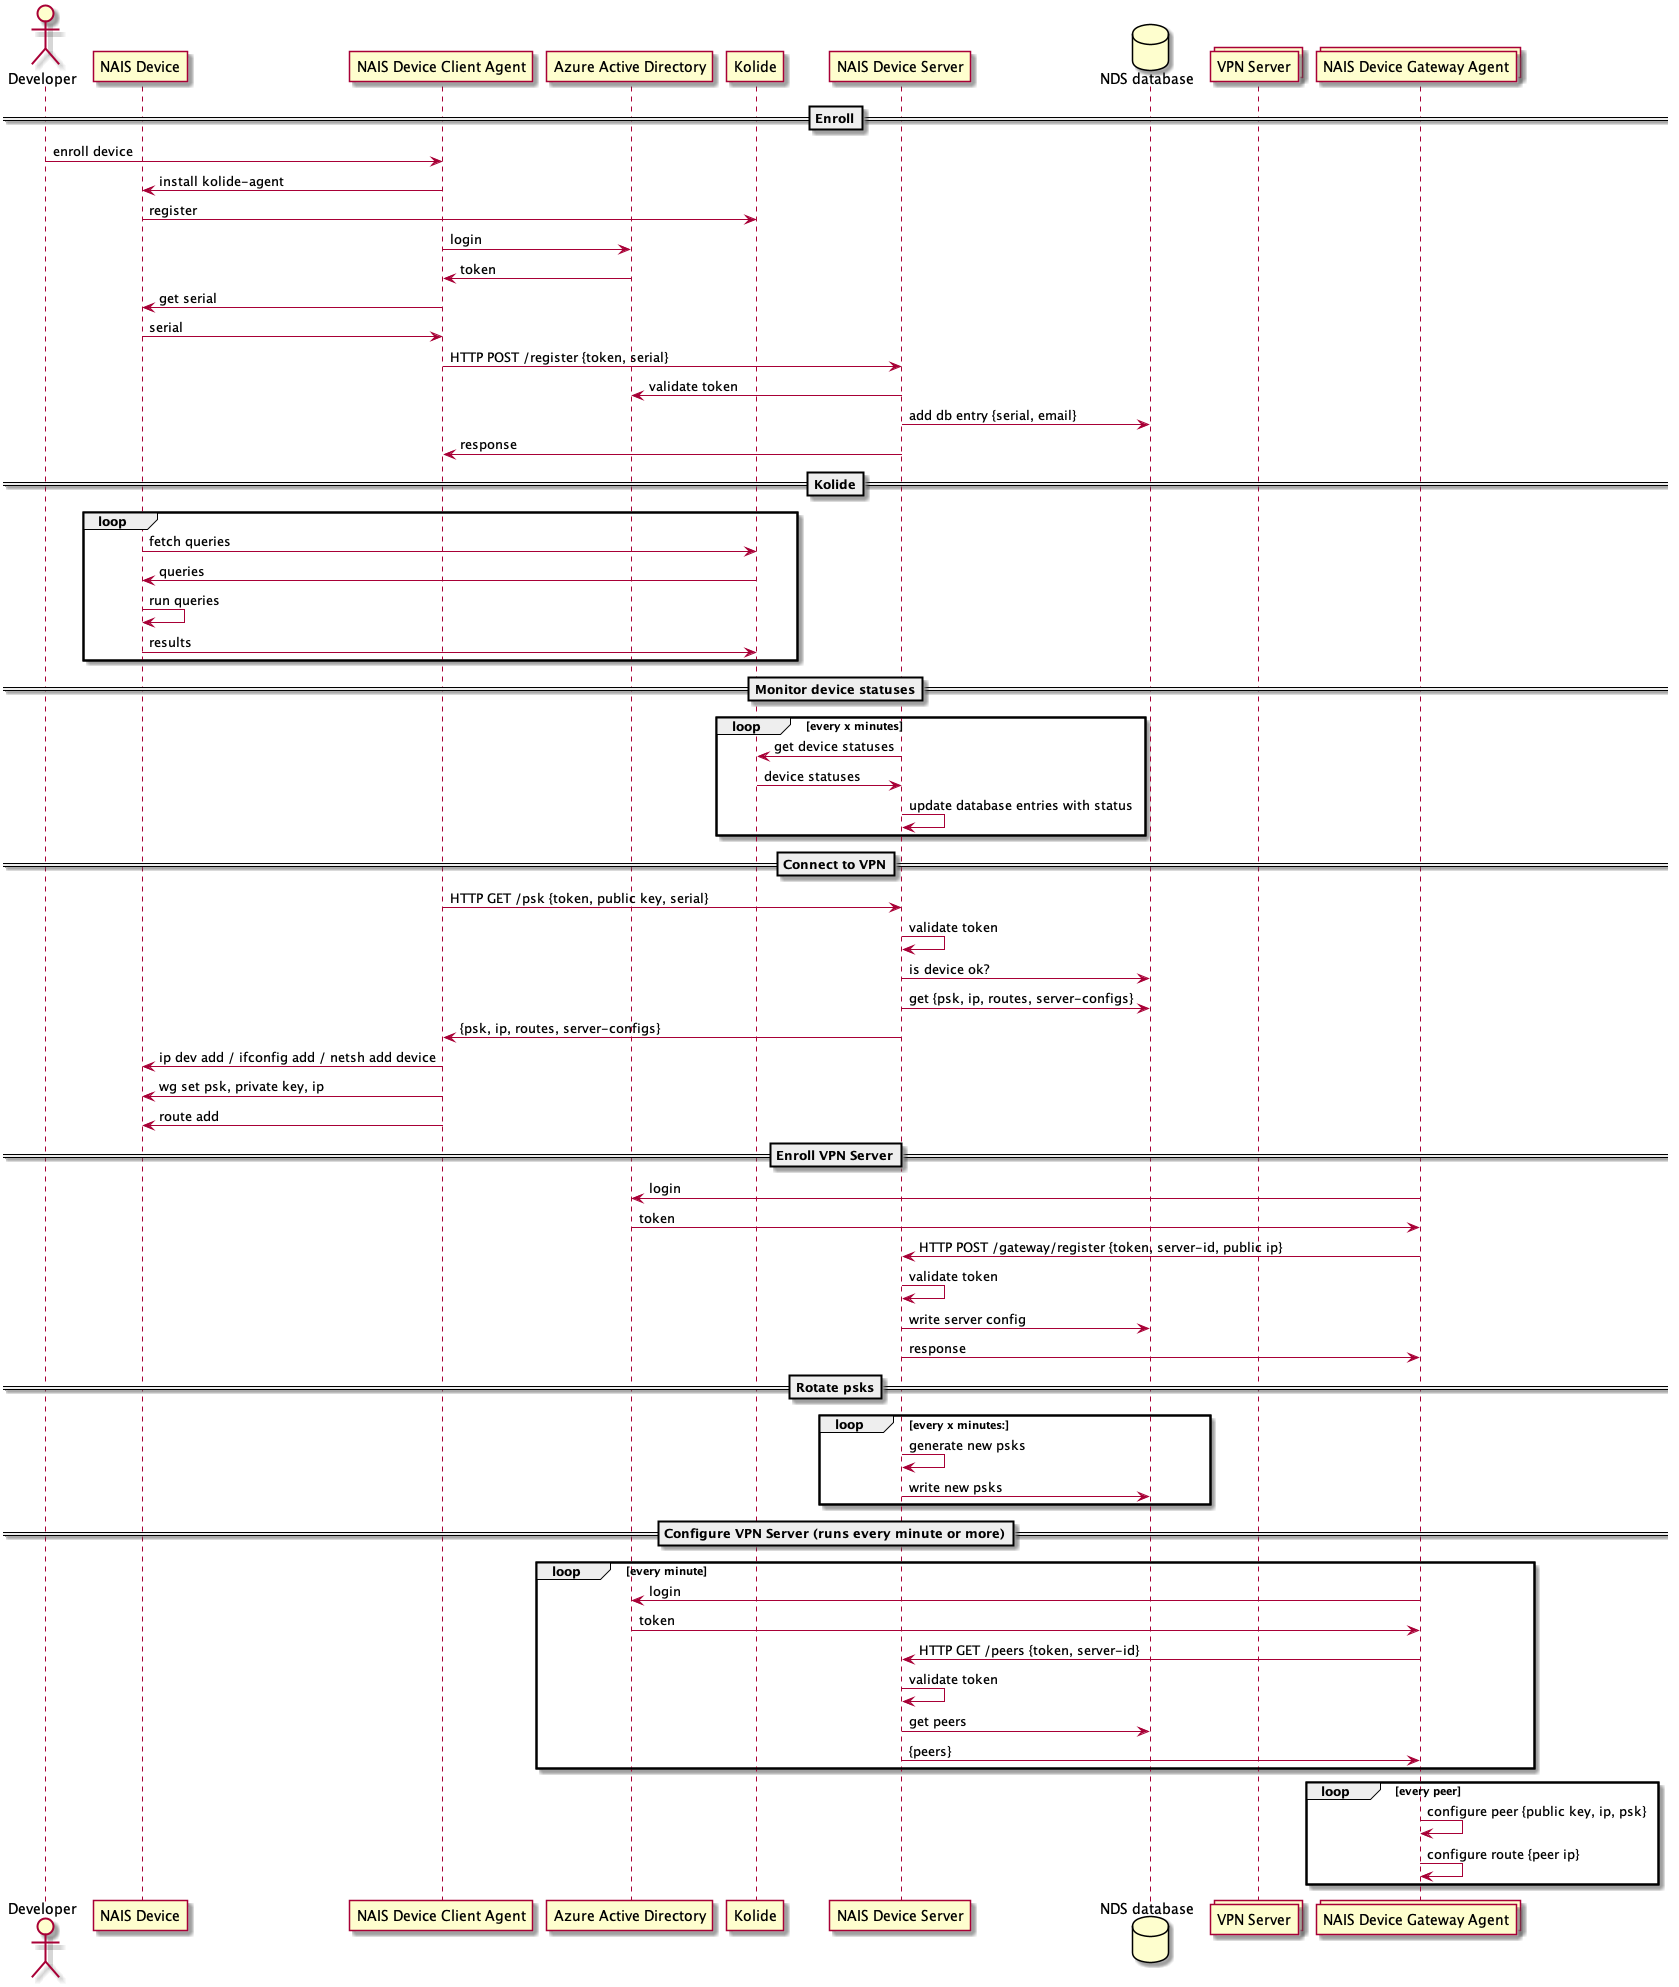 Developer
NAIS Device
NAIS Device Client Agent
Azure Active Directory
Kolide
NAIS Device Server
NDS database
VPN Server
NAIS Device Gateway Agent
Enroll
enroll device
install kolide-agent
register
login
token
get serial
serial
HTTP POST /register {token, serial}
validate token
add db entry {serial, email}
response
Kolide
loop
fetch queries
queries
run queries
results
Monitor device statuses
loop [every x minutes]
get device statuses
device statuses
update database entries with status
Connect to VPN
HTTP GET /psk {token, public key, serial}
validate token
is device ok?
get {psk, ip, routes, server-configs}
{psk, ip, routes, server-configs}
ip dev add / ifconfig add / netsh add device
wg set psk, private key, ip
route add
Enroll VPN Server
login
token
HTTP POST /gateway/register {token, server-id, public ip}
validate token
write server config
response
Rotate psks
loop [every x minutes:]
generate new psks
write new psks
Configure VPN Server (runs every minute or more)
loop [every minute]
login
token
HTTP GET /peers {token, server-id}
validate token
get peers
{peers}
loop [every peer]
configure peer {public key, ip, psk}
configure route {peer ip}
Developer
NAIS Device
NAIS Device Client Agent
Azure Active Directory
Kolide
NAIS Device Server
NDS database
VPN Server
NAIS Device Gateway Agent